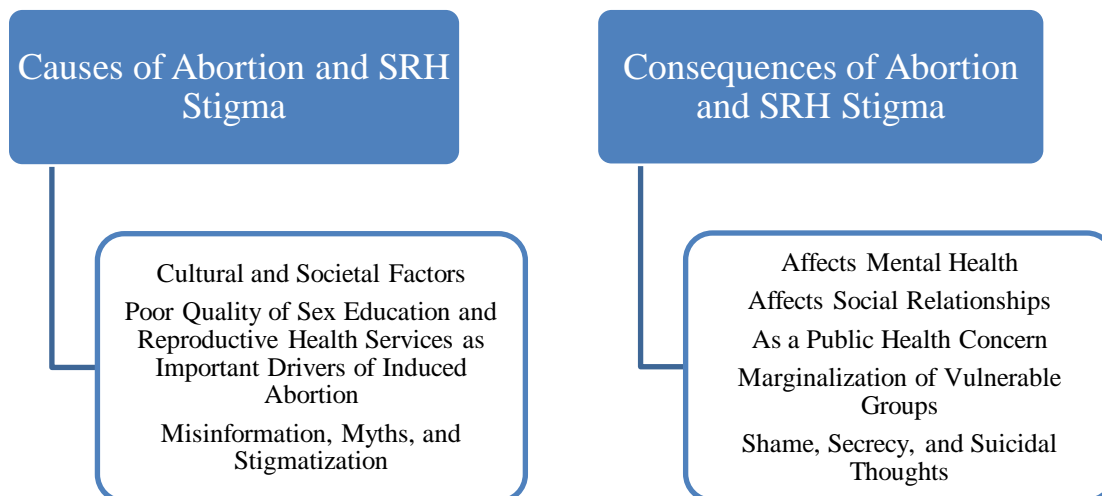 Causes of Abortion and SRH
Stigma
Cultural and Societal Factors
Poor Quality of Sex Education and
Reproductive Health Services as
Important Drivers of Induced
Abortion
Misinformation, Myths, and
Stigmatization
Consequences of Abortion
and SRH Stigma
Affects Mental Health
Affects Social Relationships
As a Public Health Concern
Marginalization of Vulnerable
Groups
Shame, Secrecy, and Suicidal
Thoughts